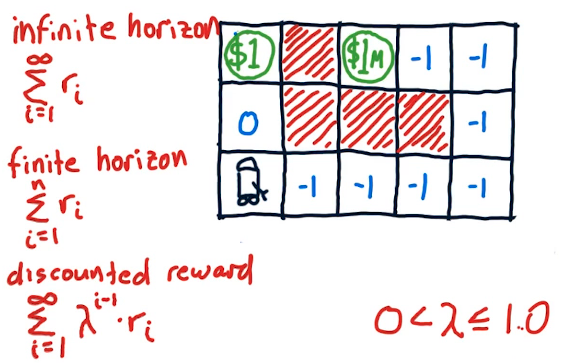 infinite horizon
∞
Σ rᵢ
i=1
finite horizon
n
Σ rᵢ
i=1
discounted reward
∞
Σ λ^(i-1) · rᵢ
i=1
$1 $1M -1 -1
0 -1
-1 -1 -1 -1
0 < λ ≤ 1.0